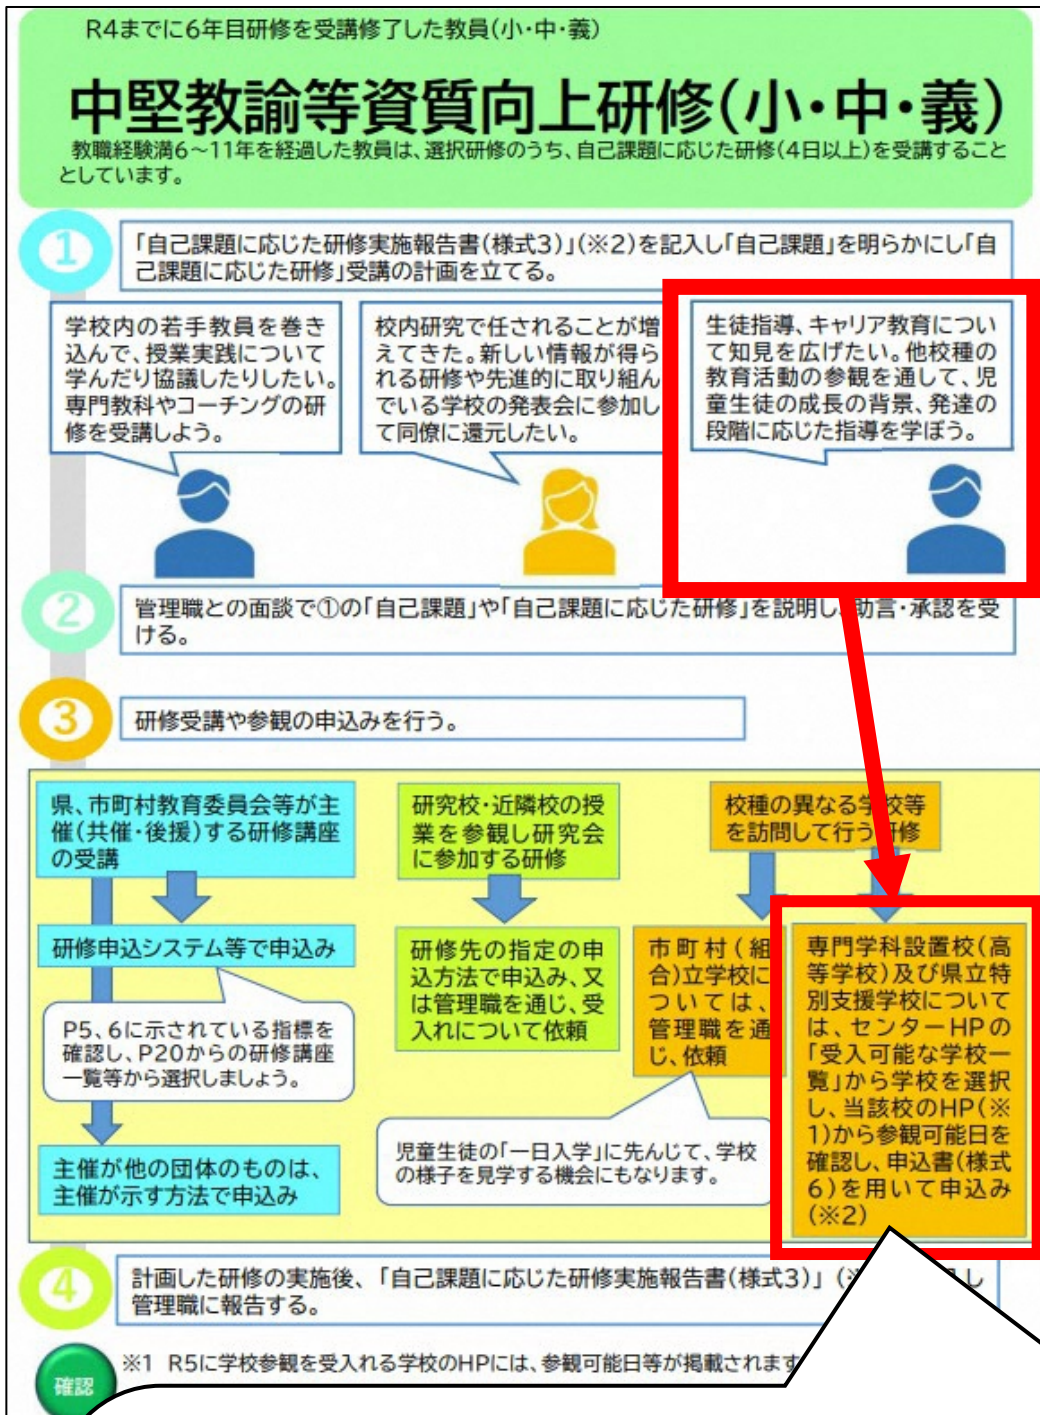 R4までに6年目研修を受講修了した教員(小・中・義)
中堅教諭等資質向上研修(小・中・義)
教職経験満6～11年を経過した教員は、選択研修のうち、自己課題に応じた研修(4日以上)を受講すること
としています。
1
「自己課題に応じた研修実施報告書(様式3)」(※2)を記入し「自己課題」を明らかにし「自
己課題に応じた研修」受講の計画を立てる。
学校内の若手教員を巻き
込んで、授業実践について
学んだり協議したりしたい。
専門教科やコーチングの研
修を受講しよう。
校内研究で任されることが増
えてきた。新しい情報が得ら
れる研修や先進的に取り組ん
でいる学校の発表会に参加し
て同僚に還元したい。
生徒指導、キャリア教育につい
て知見を広げたい。他校種の
教育活動の参観を通して、児
童生徒の成長の背景、発達の
段階に応じた指導を学ぼう。
2
管理職との面談で①の「自己課題」や「自己課題に応じた研修」を説明し、助言・承認を受
ける。
3
研修受講や参観の申込みを行う。
県、市町村教育委員会等が主
催(共催・後援)する研修講座
の受講
研修申込システム等で申込み
P5、6に示されている指標を
確認し、P20からの研修講座
一覧等から選択しましょう。
主催が他の団体のものは、
主催が示す方法で申込み
研究校・近隣校の授
業を参観し研究会
に参加する研修
研修先の指定の申
込方法で申込み、又
は管理職を通じ、受
入れについて依頼
校種の異なる学校等
を訪問して行う研修
市町村(組
合)立学校に
ついては、
管理職を通
じ、依頼
児童生徒の「一日入学」に先んじて、学校
の様子を見学する機会にもなります。
専門学科設置校(高
等学校)及び県立特
別支援学校について
は、センターHPの
「受入可能な学校一
覧」から学校を選択
し、当該校のHP(※
1)から参観可能日を
確認し、申込書(様式
6)を用いて申込み
(※2)
4
計画した研修の実施後、「自己課題に応じた研修実施報告書(様式3)」(※ し
管理職に報告する。
確認
※1 R5に学校参観を受入れる学校のHPには、参観可能日等が掲載されます